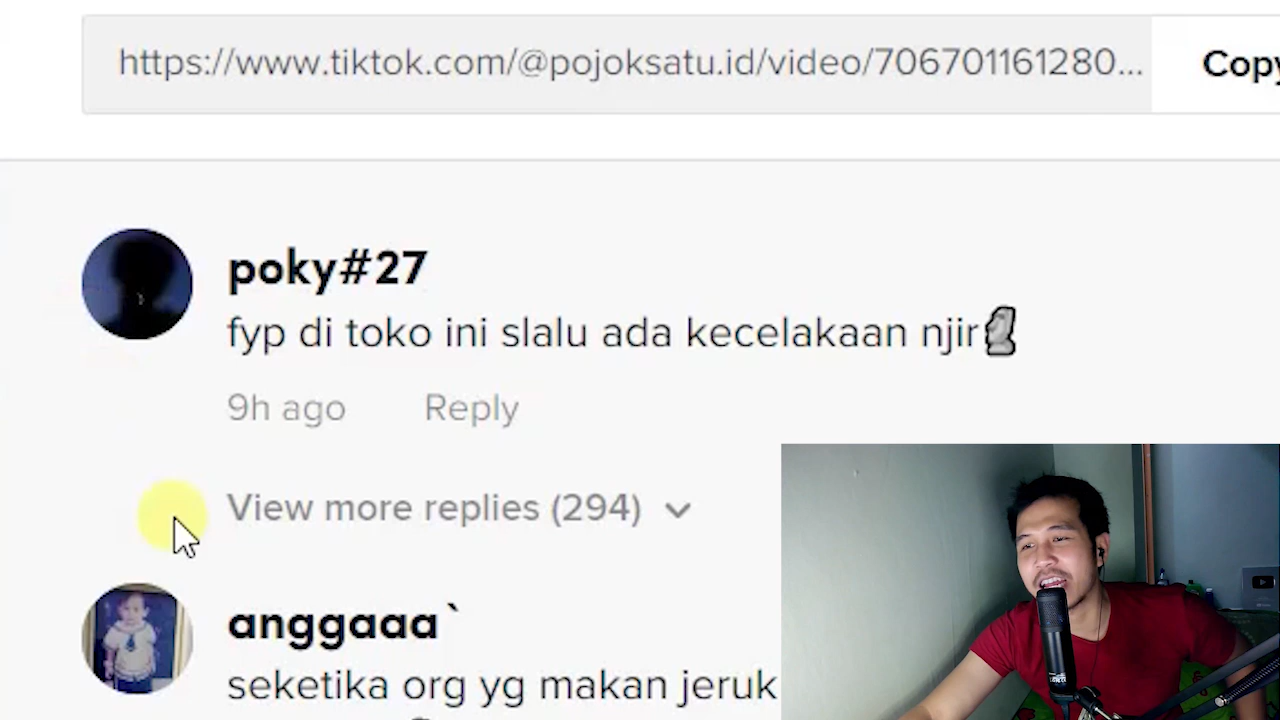 https://www.tiktok.com/@pojoksatu.id/video/706701161280...
Copy
poky#27
fyp di toko ini slalu ada kecelakaan njir🗿
9h ago Reply
View more replies (294)
anggaaa`
seketika org yg makan jeruk